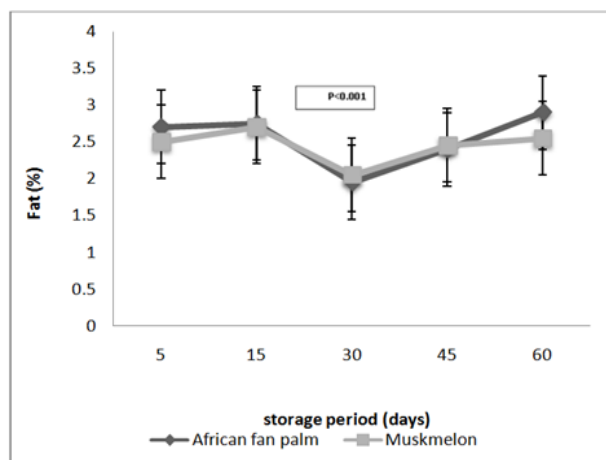 4
3.5
3
2.5
2
1.5
1
0.5
0
Fat (%)
P<0.001
5 15 30 45 60
storage period (days)
African fan palm Muskmelon